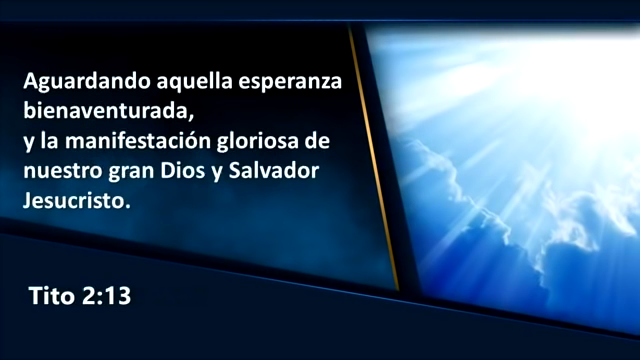 Aguardando aquella esperanza
bienaventurada,
y la manifestación gloriosa de
nuestro gran Dios y Salvador
Jesucristo.
Tito 2:13